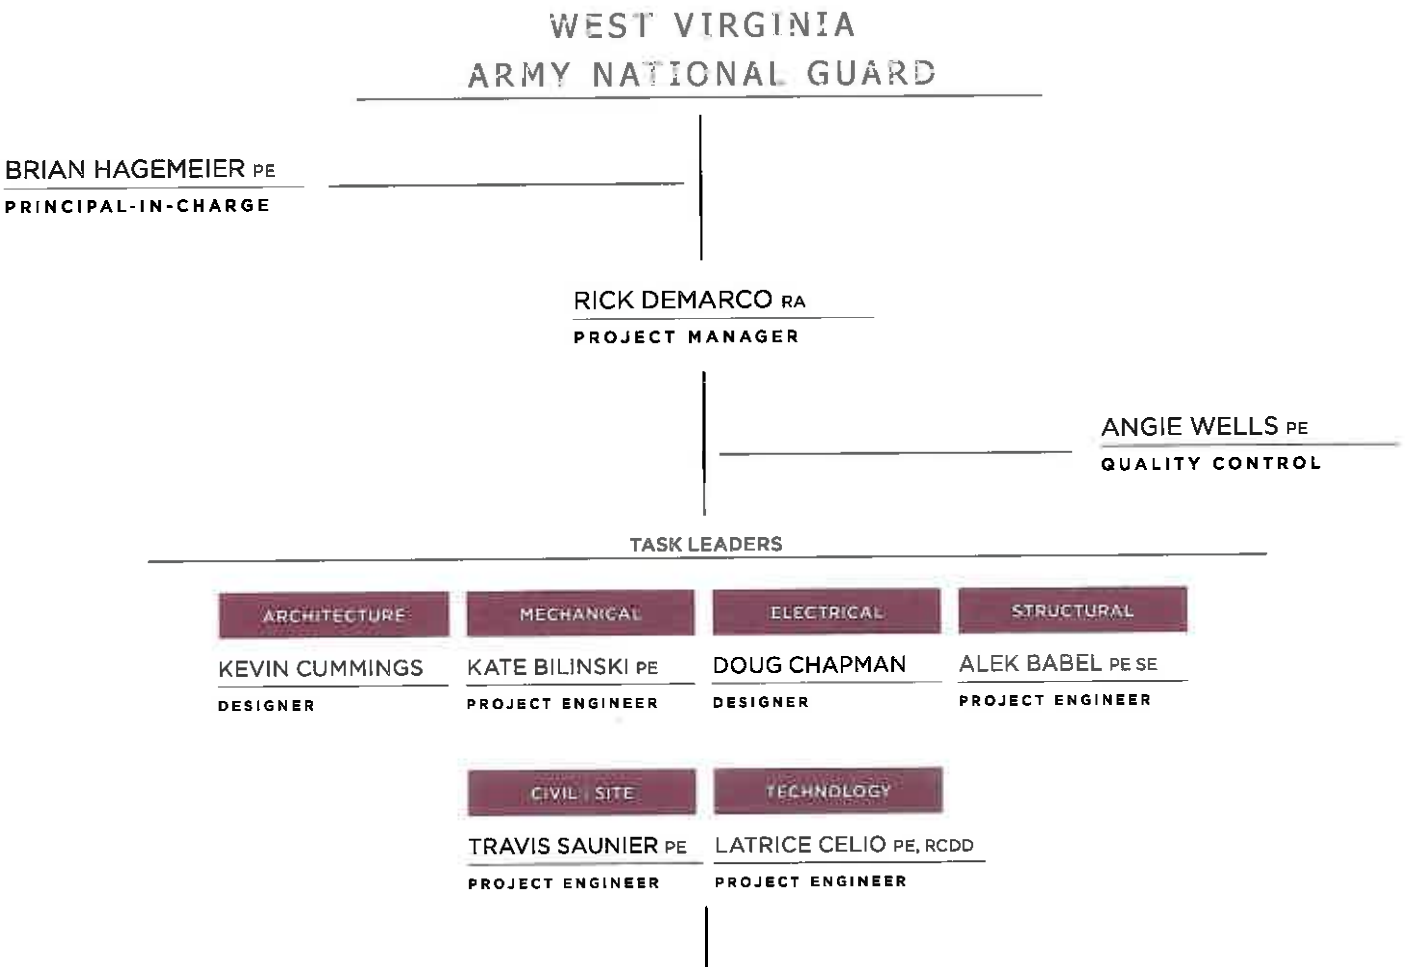 WEST VIRGINIA
ARMY NATIONAL GUARD
BRIAN HAGEMEIER PE
PRINCIPAL-IN-CHARGE
RICK DEMARCO RA
PROJECT MANAGER
ANGIE WELLS PE
QUALITY CONTROL
TASK LEADERS
ARCHITECTURE
KEVIN CUMMINGS
DESIGNER
MECHANICAL
KATE BILINSKI PE
PROJECT ENGINEER
ELECTRICAL
DOUG CHAPMAN
DESIGNER
STRUCTURAL
ALEK BABEL PE SE
PROJECT ENGINEER
CIVIL | SITE
TRAVIS SAUNIER PE
PROJECT ENGINEER
TECHNOLOGY
LATRICE CELIO PE, RCDD
PROJECT ENGINEER